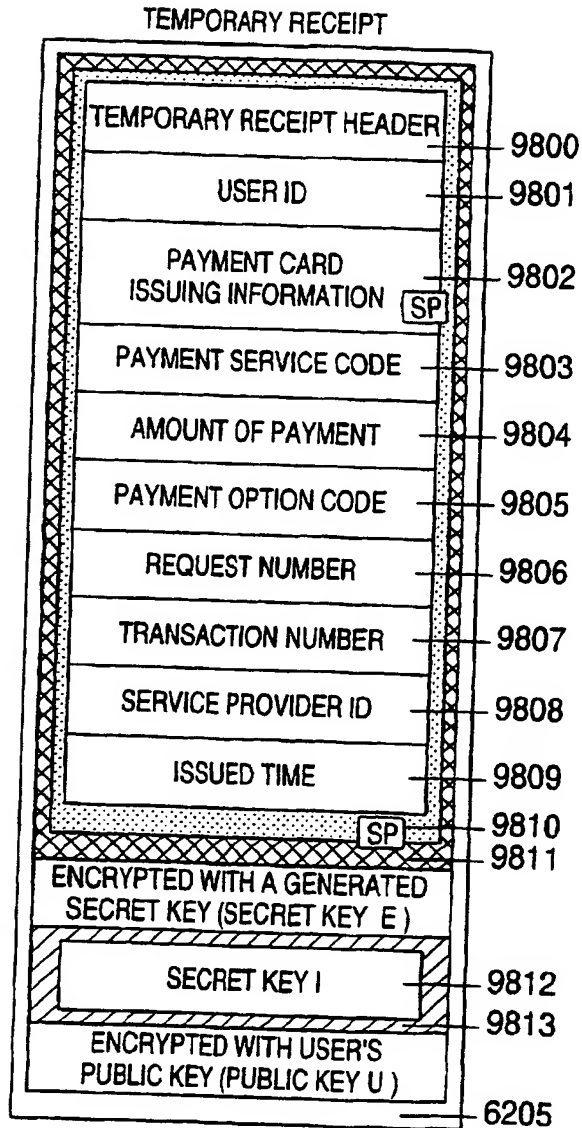 TEMPORARY RECEIPT
TEMPORARY RECEIPT HEADER
9800
USER ID
9801
PAYMENT CARD
ISSUING INFORMATION
9802
SP
PAYMENT SERVICE CODE
9803
AMOUNT OF PAYMENT
9804
PAYMENT OPTION CODE
9805
REQUEST NUMBER
9806
TRANSACTION NUMBER
9807
SERVICE PROVIDER ID
9808
ISSUED TIME
9809
SP
9810
9811
ENCRYPTED WITH A GENERATED
SECRET KEY (SECRET KEY E )
SECRET KEY I
9812
9813
ENCRYPTED WITH USER'S
PUBLIC KEY (PUBLIC KEY U )
6205